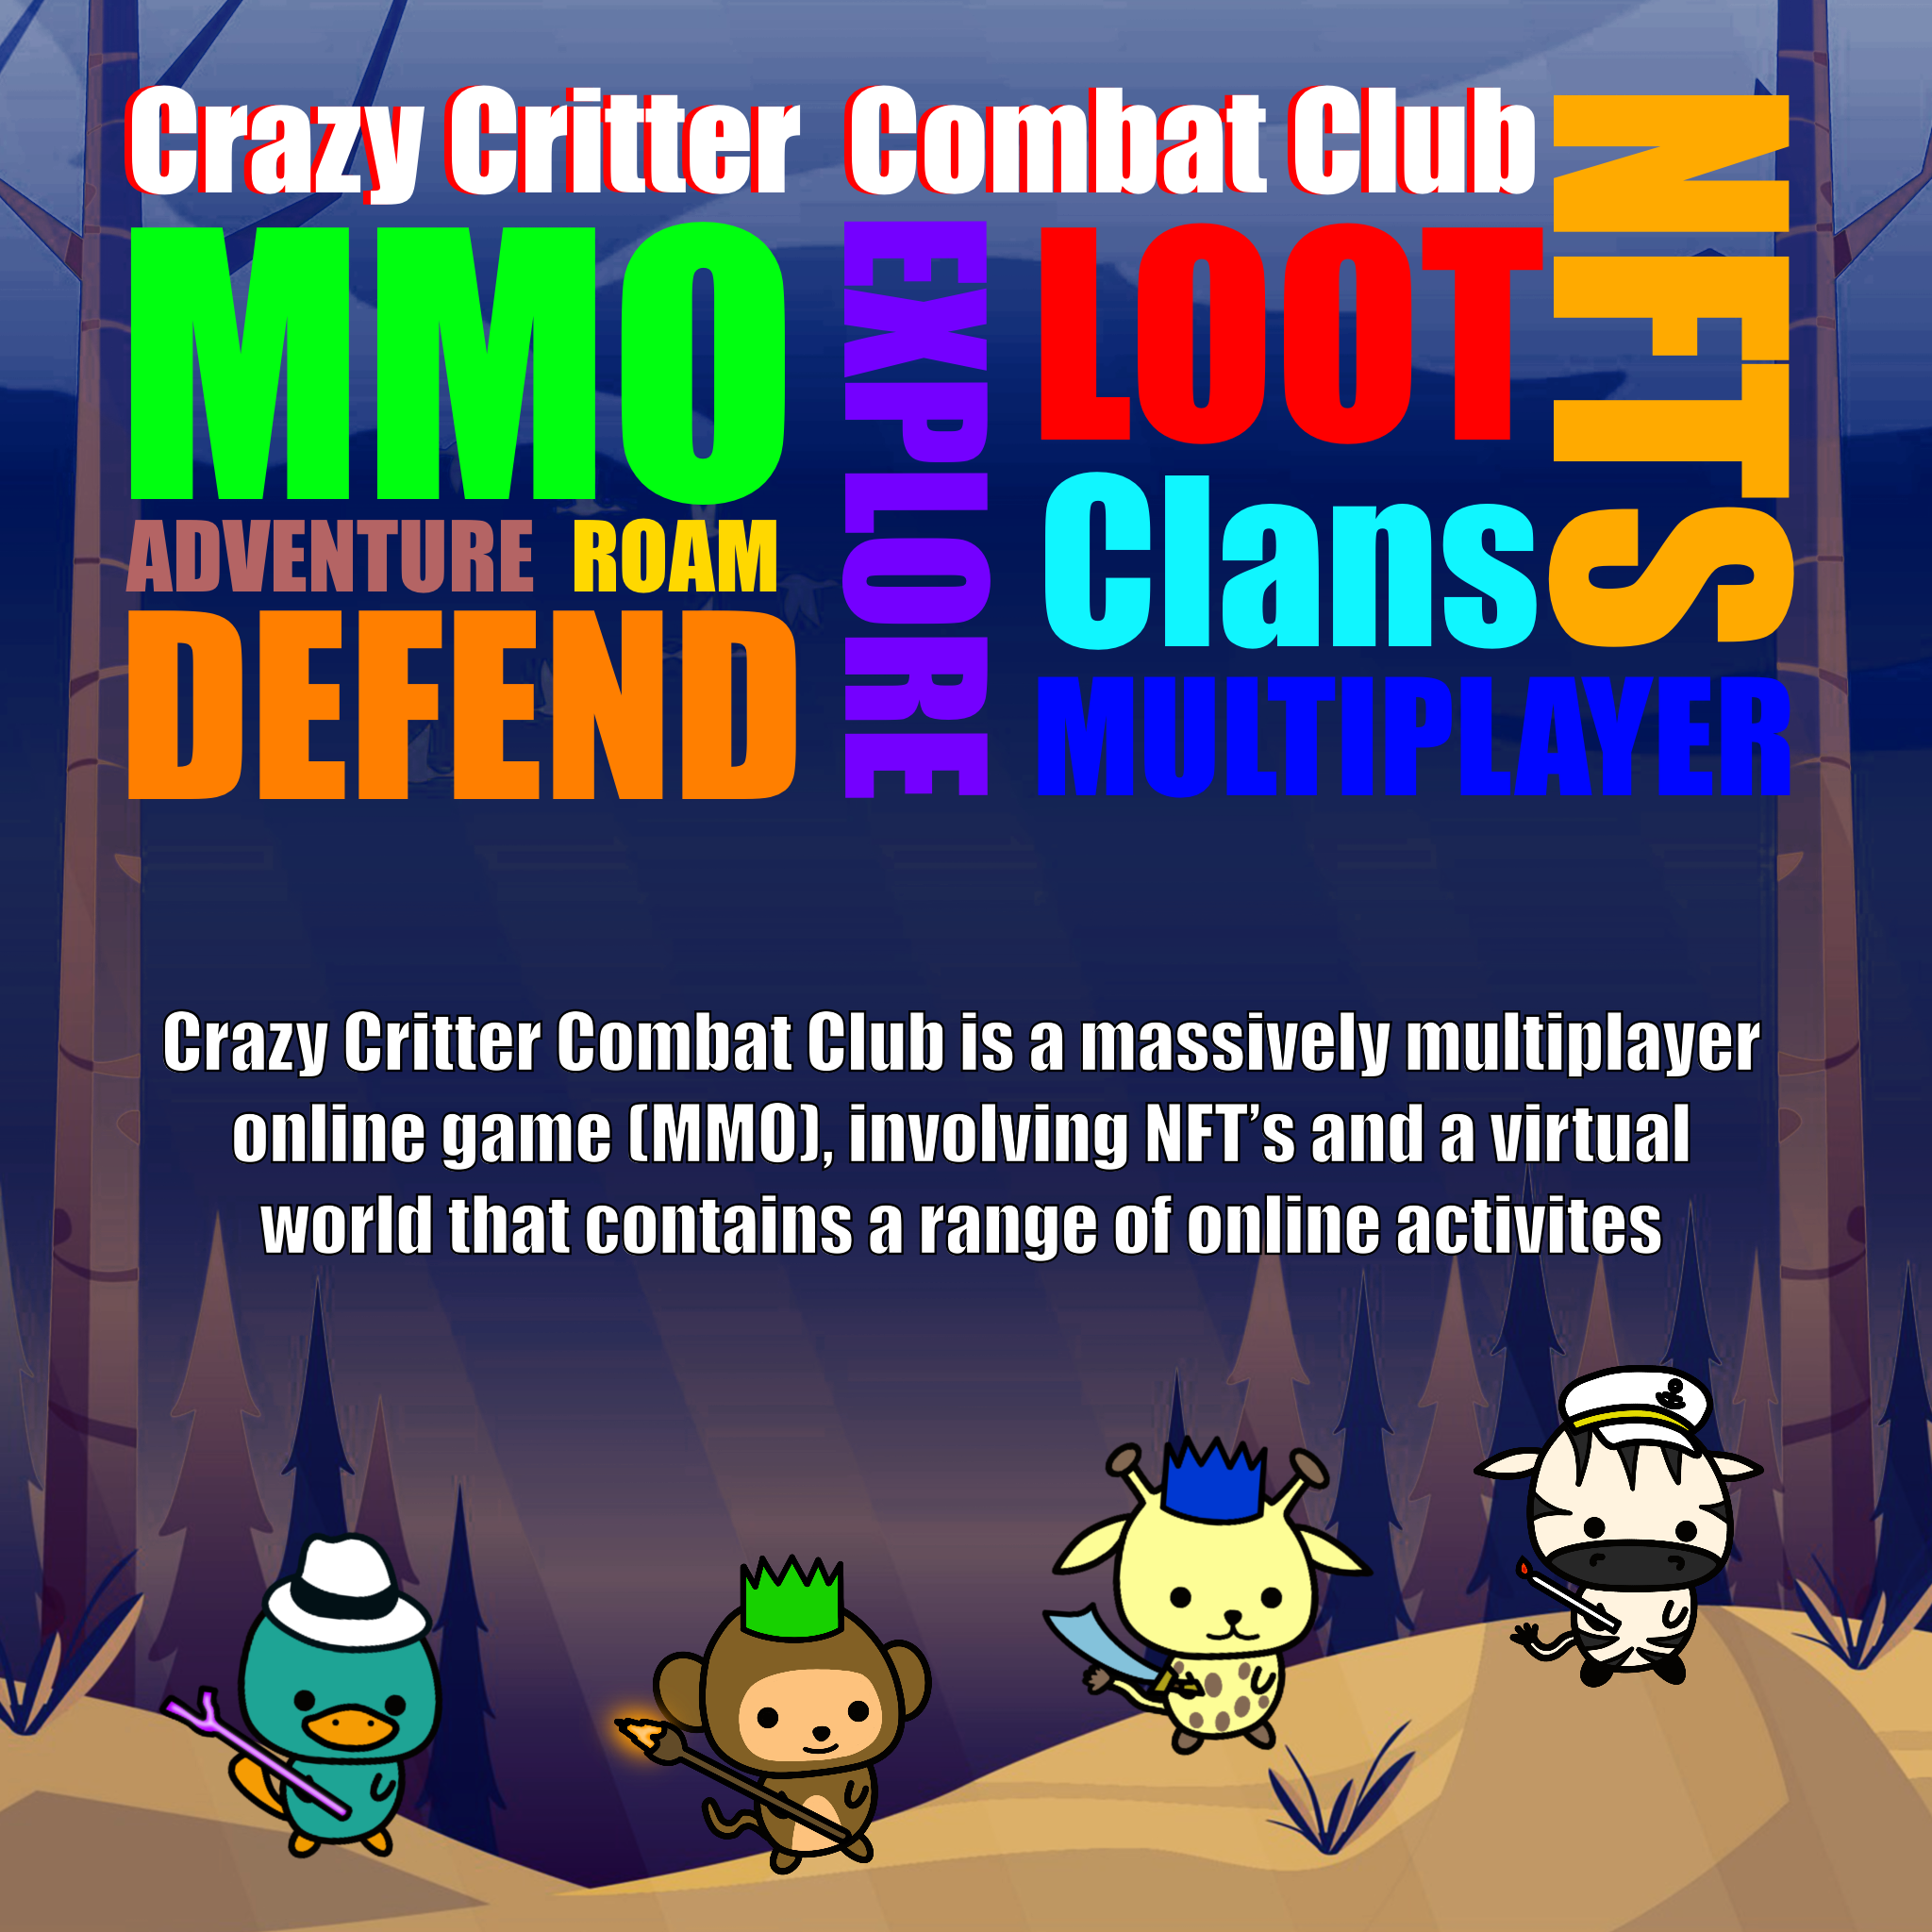 Crazy Critter Combat Club
MMO
ADVENTURE ROAM
DEFEND
EXPLORE
LOOT
Clans
NFTS
MULTIPLAYER
Crazy Critter Combat Club is a massively multiplayer
online game (MMO), involving NFT’s and a virtual
world that contains a range of online activites